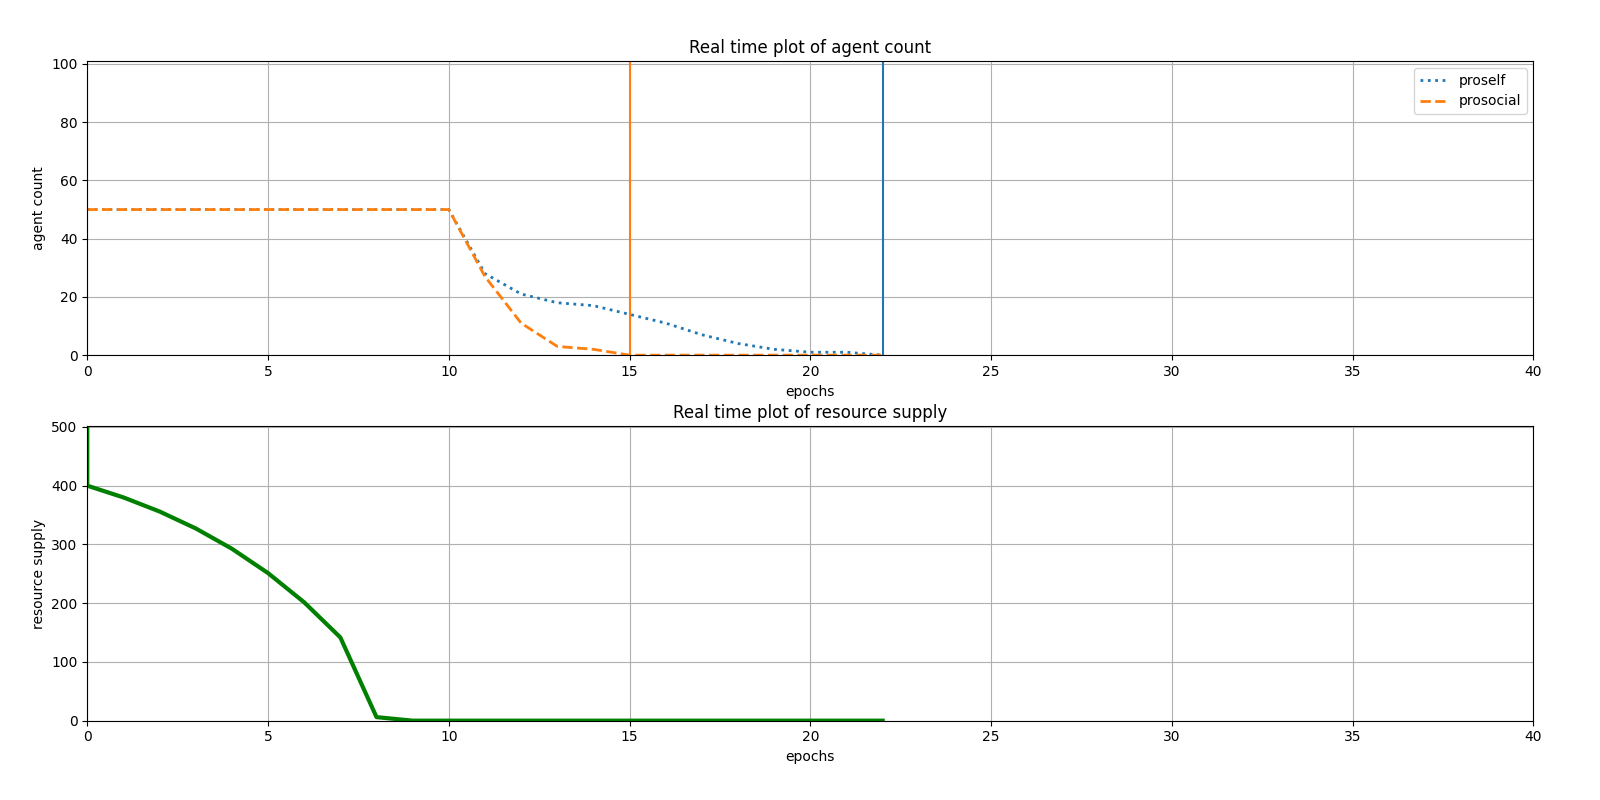 Real time plot of agent count
100
80
60
40
20
0
agent count
proself
prosocial
0 5 10 15 20 25 30 35 40
epochs
Real time plot of resource supply
500
400
300
200
100
0
resource supply
0 5 10 15 20 25 30 35 40
epochs